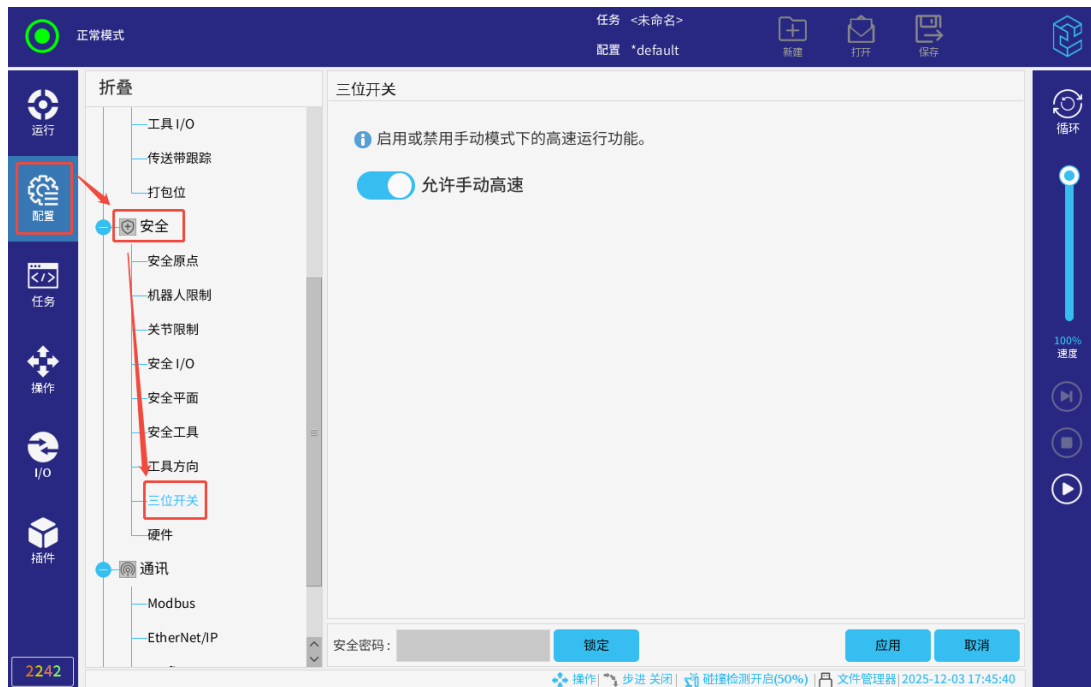 正常模式
任务 <未命名>
配置 *default
新建
打开
保存
运行
配置
任务
操作
I/O
插件
2242
折叠
工具 I/O
传送带跟踪
打包位
安全
安全原点
机器人限制
关节限制
安全 I/O
安全平面
安全工具
工具方向
三位开关
硬件
通讯
Modbus
EtherNet/IP
三位开关
启用或禁用手动模式下的高速运行功能。
允许手动高速
安全密码:
锁定
应用
取消
循环
100%
速度
操作| 步进 关闭| 碰撞检测开启(50%) | 文件管理器| 2025-12-03 17:45:40